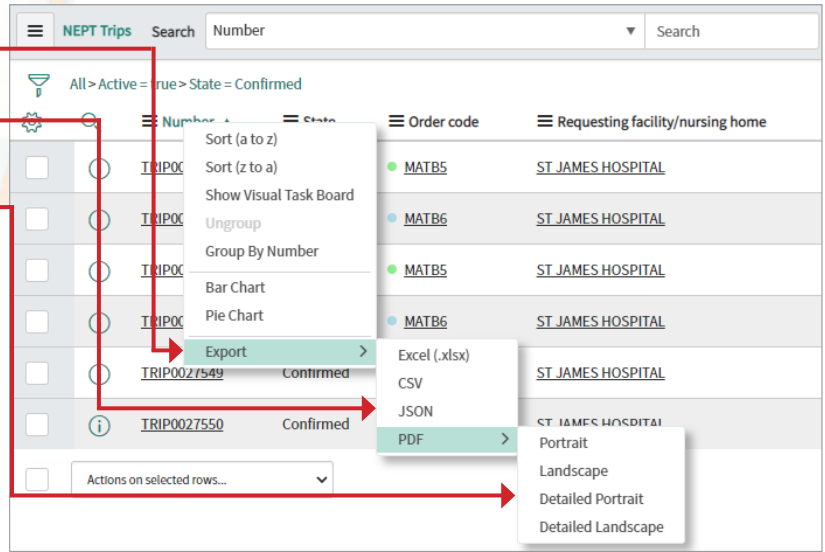 NEPT Trips Search Number Search
All > Active = true > State = Confirmed
Number State Order code Requesting facility/nursing home
MATB5 ST JAMES HOSPITAL
MATB6 ST JAMES HOSPITAL
MATB5 ST JAMES HOSPITAL
MATB6 ST JAMES HOSPITAL
TRIP0027549 Confirmed ST JAMES HOSPITAL
TRIP0027550 Confirmed ST JAMES HOSPITAL
Actions on selected rows...
Sort (a to z)
Sort (z to a)
Show Visual Task Board
Ungroup
Group By Number
Bar Chart
Pie Chart
Export
Excel (.xlsx)
CSV
JSON
PDF
Portrait
Landscape
Detailed Portrait
Detailed Landscape